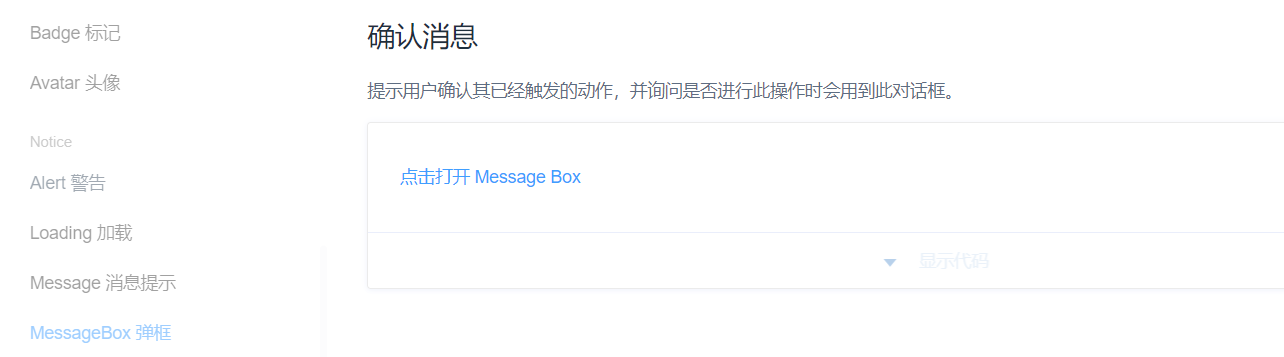 Badge 标记
Avatar 头像
Notice
Alert 警告
Loading 加载
Message 消息提示
MessageBox 弹框
确认消息
提示用户确认其已经触发的动作，并询问是否进行此操作时会用到此对话框。
点击打开 Message Box
显示代码